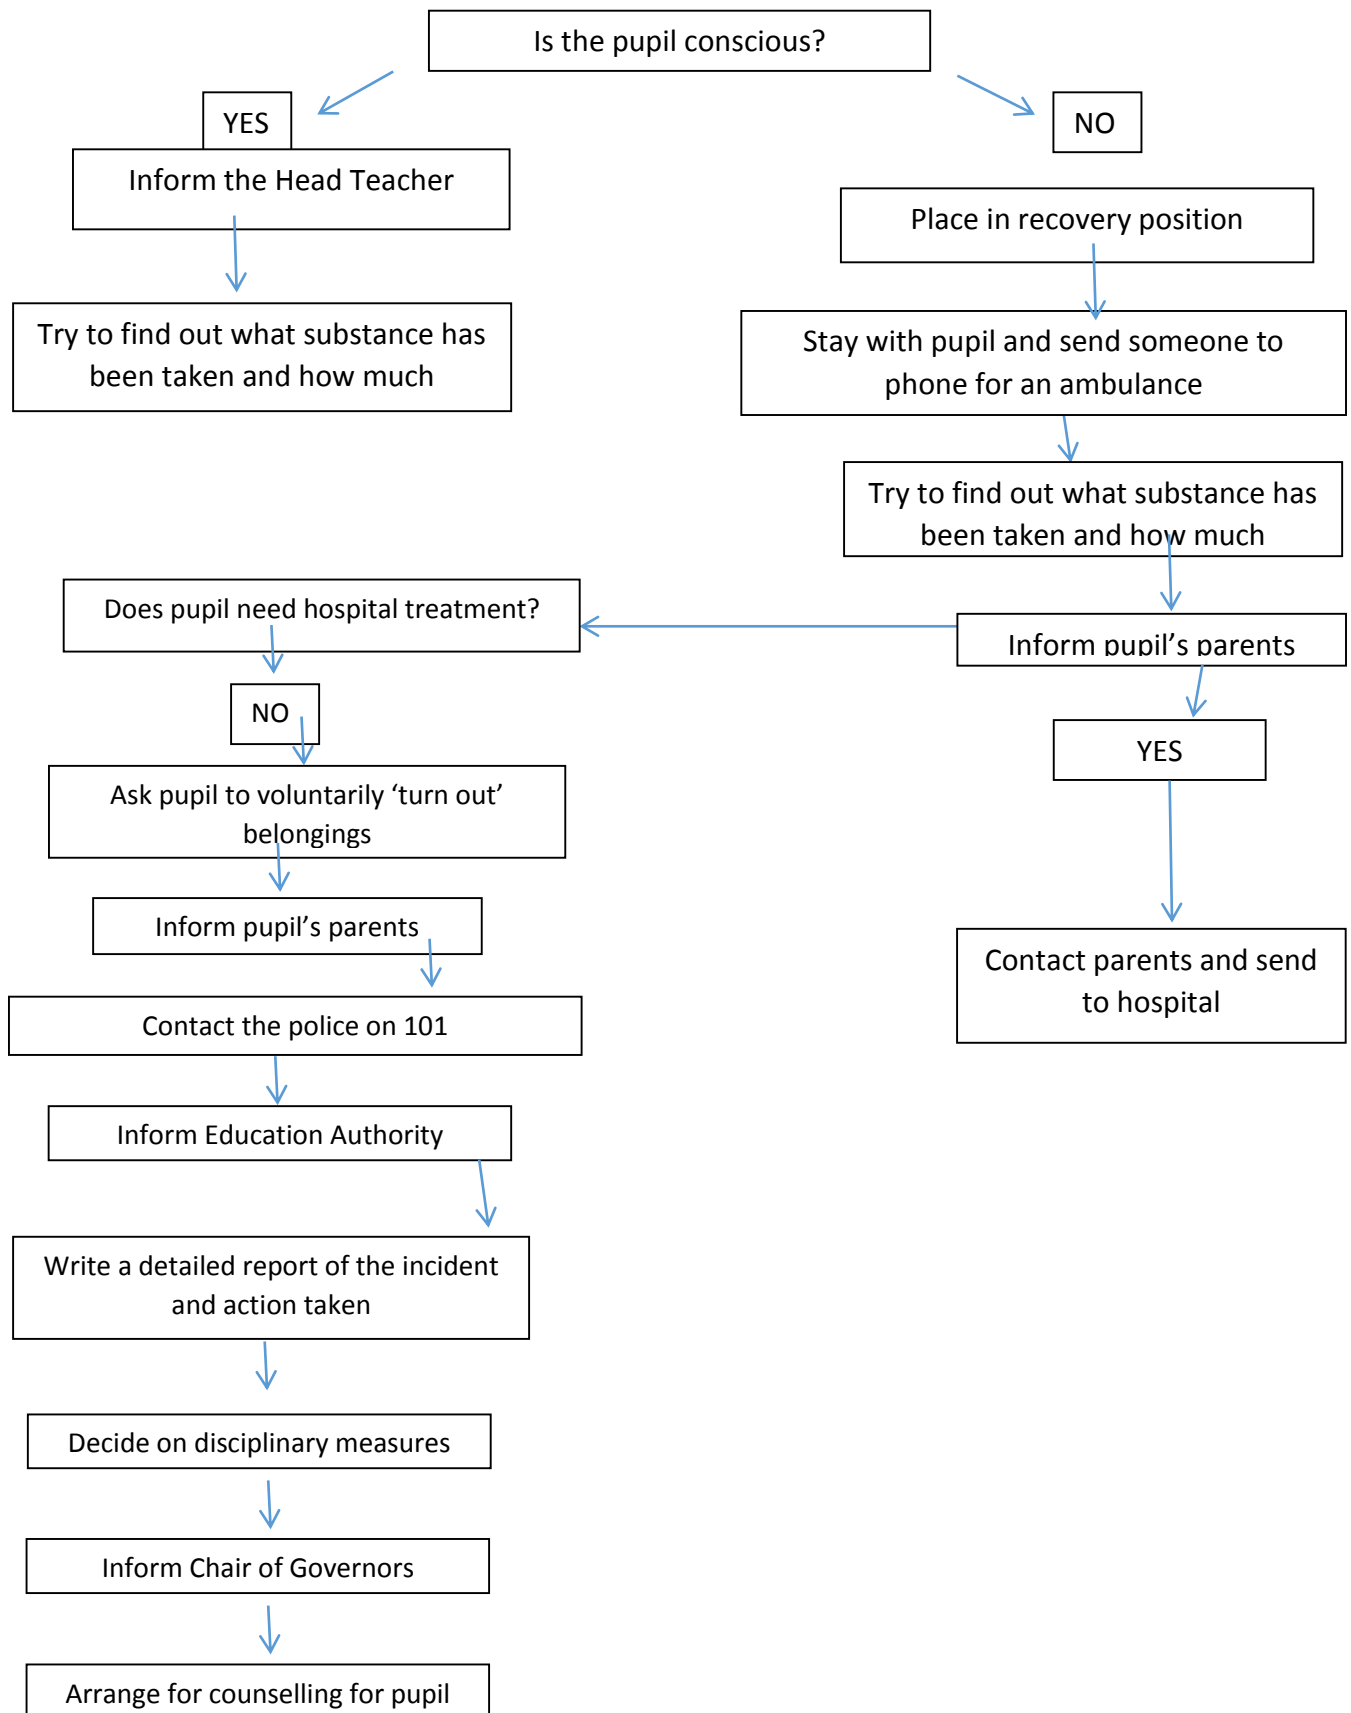 Is the pupil conscious?
YES
NO
Inform the Head Teacher
Place in recovery position
Try to find out what substance has
been taken and how much
Stay with pupil and send someone to
phone for an ambulance
Try to find out what substance has
been taken and how much
Does pupil need hospital treatment?
Inform pupil’s parents
NO
YES
Ask pupil to voluntarily ‘turn out’
belongings
Inform pupil’s parents
Contact parents and send
to hospital
Contact the police on 101
Inform Education Authority
Write a detailed report of the incident
and action taken
Decide on disciplinary measures
Inform Chair of Governors
Arrange for counselling for pupil